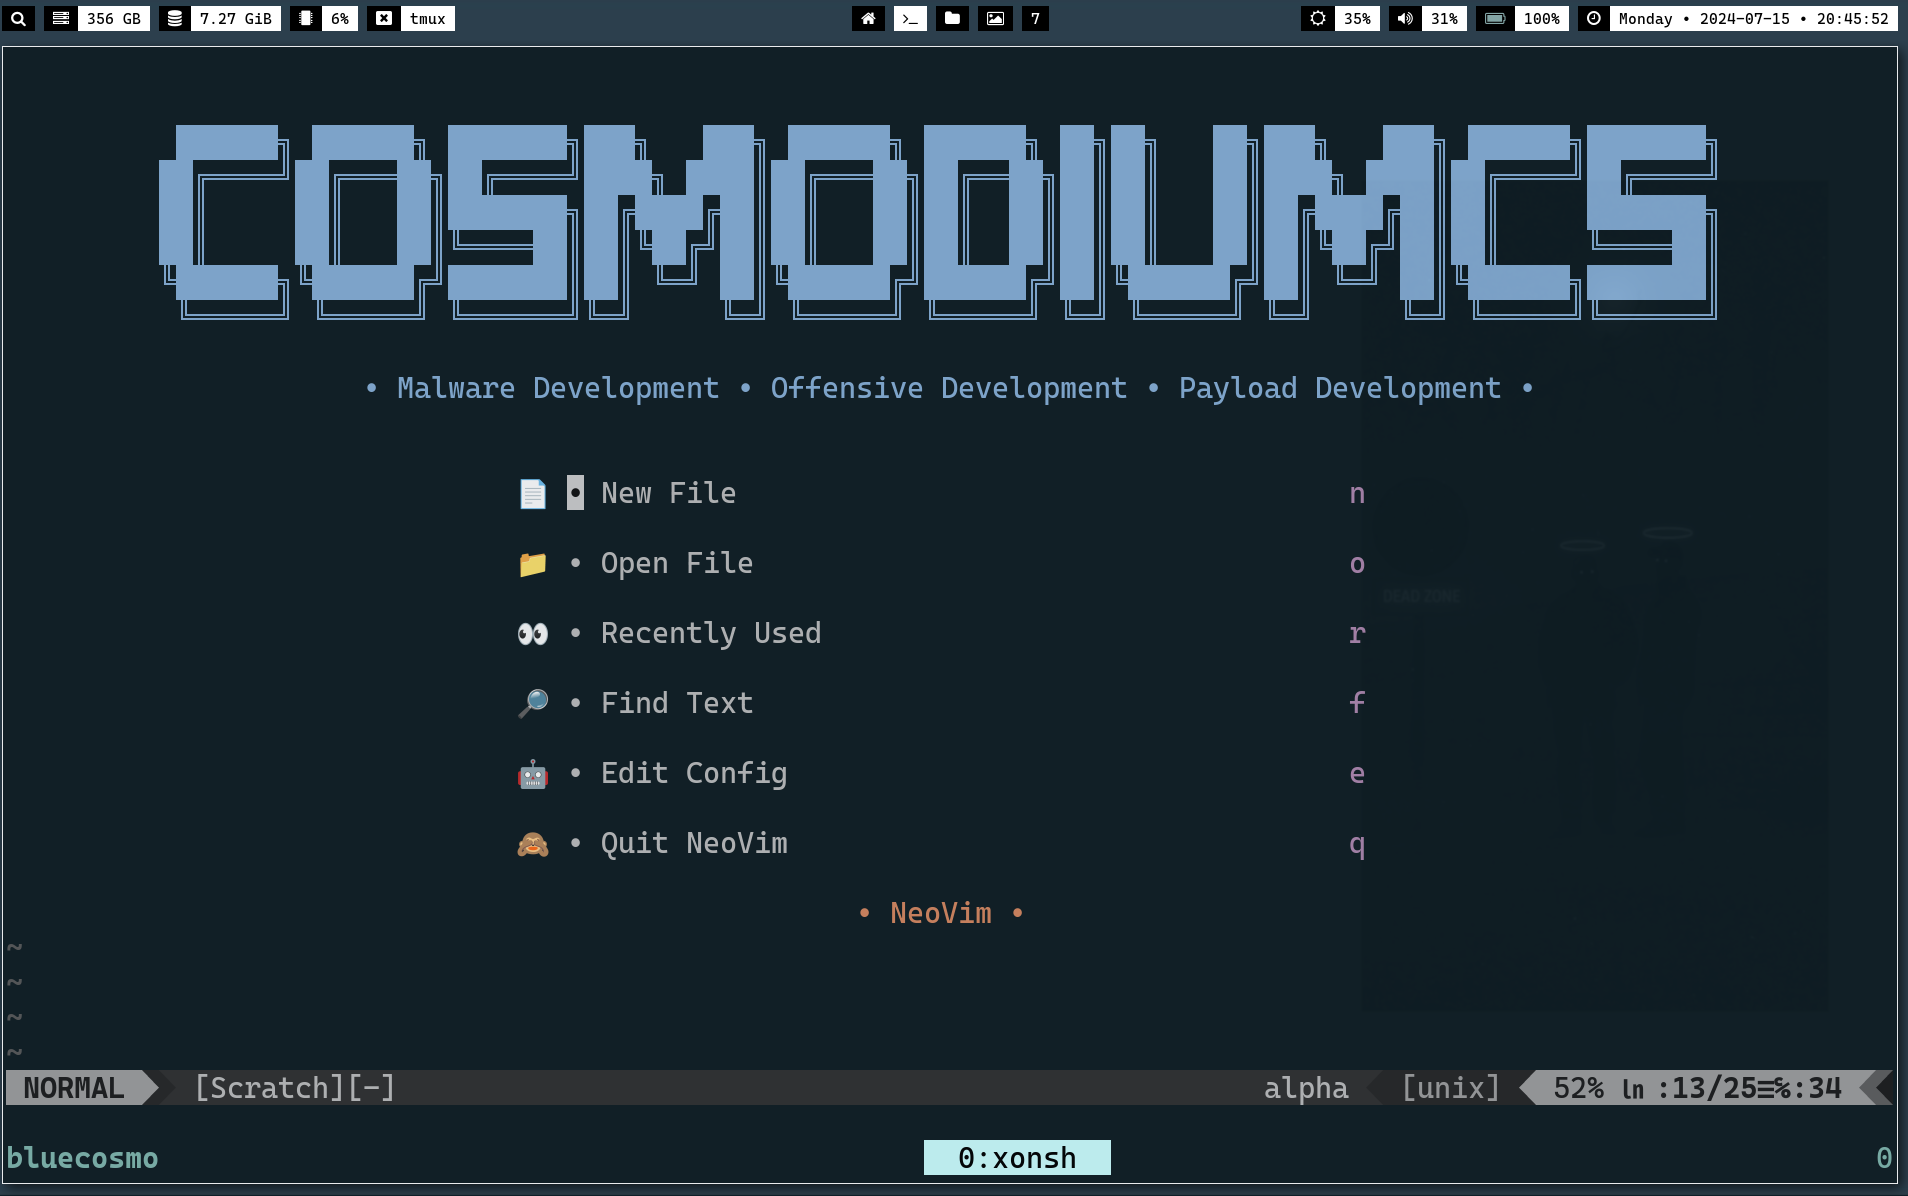 356 GB 7.27 GiB 6% tmux 7 35% 31% 100% Monday • 2024-07-15 • 20:45:52
COSMODIUMCS
• Malware Development • Offensive Development • Payload Development •
• New File n
• Open File o
• Recently Used r
DEAD ZONE
• Find Text f
• Edit Config e
• Quit NeoVim q
• NeoVim •
~
~
~
~
NORMAL [Scratch][-] alpha [unix] 52% ln :13/25≡%:34
bluecosmo 0:xonsh 0